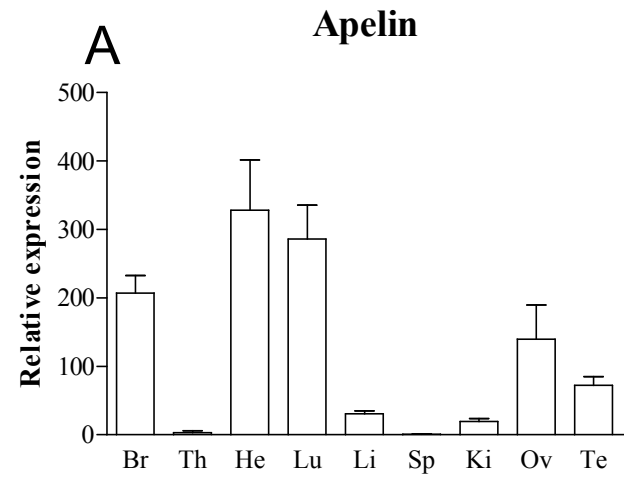 Apelin
A
Relative expression
500
400
300
200
100
0
Br Th He Lu Li Sp Ki Ov Te